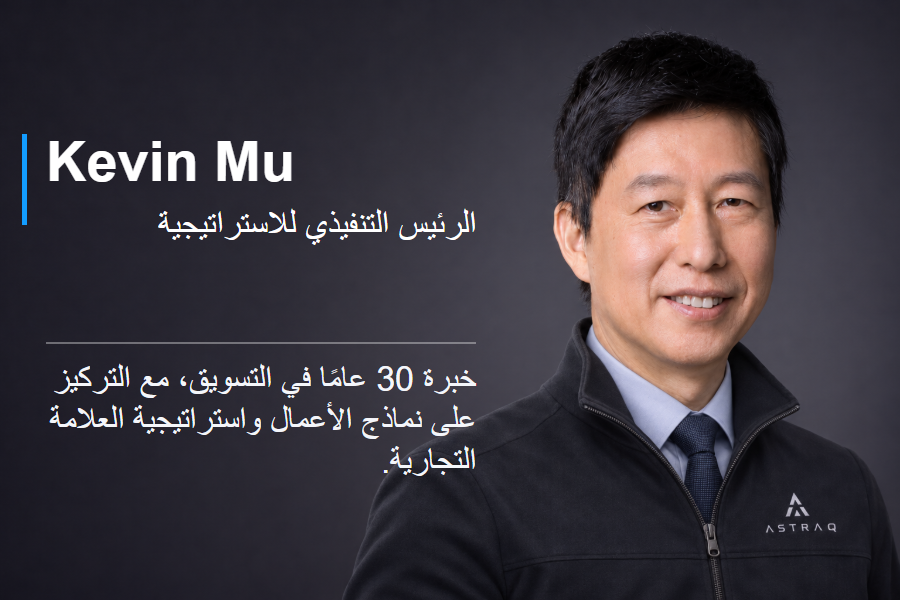 Kevin Mu
الرئيس التنفيذي للاستراتيجية
خبرة 30 عامًا في التسويق، مع التركيز
على نماذج الأعمال واستراتيجية العلامة
التجارية.
ASTRAQ